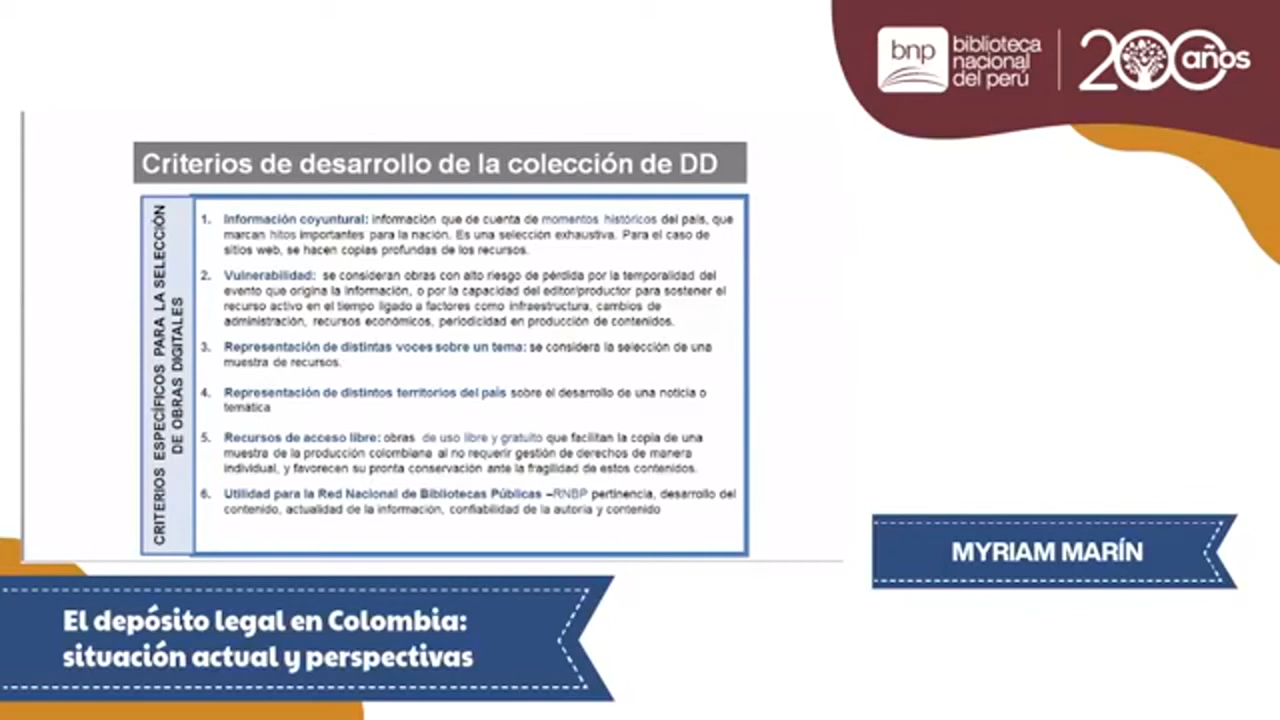 bnp
biblioteca
nacional
del perú
200 años
Criterios de desarrollo de la colección de DD
CRITERIOS ESPECÍFICOS PARA LA SELECCIÓN
DE OBRAS DIGITALES
1. Información coyuntural: información que de cuenta de momentos históricos del país, que
marcan hitos importantes para la nación. Es una selección exhaustiva. Para el caso de
sitios web, se hacen copias profundas de los recursos.
2. Vulnerabilidad: se consideran obras con alto riesgo de pérdida por la temporalidad del
evento que origina la información, o por la capacidad del editor/productor para sostener el
recurso activo en el tiempo ligado a factores como infraestructura, cambios de
administración, recursos económicos, periodicidad en producción de contenidos.
3. Representación de distintas voces sobre un tema: se considera la selección de una
muestra de recursos.
4. Representación de distintos territorios del país sobre el desarrollo de una noticia o
temática
5. Recursos de acceso libre: obras de uso libre y gratuito que facilitan la copia de una
muestra de la producción colombiana al no requerir gestión de derechos de manera
individual, y favorecen su pronta conservación ante la fragilidad de estos contenidos.
6. Utilidad para la Red Nacional de Bibliotecas Públicas –RNBP pertinencia, desarrollo del
contenido, actualidad de la información, confiabilidad de la autoría y contenido
MYRIAM MARÍN
El depósito legal en Colombia:
situación actual y perspectivas